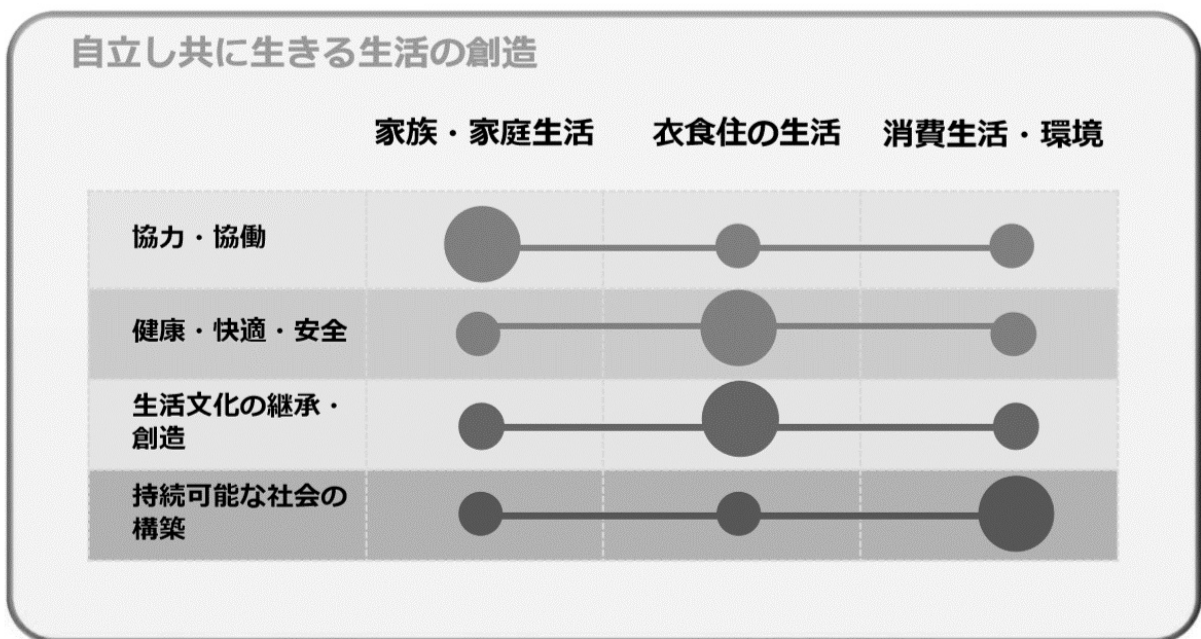 自立し共に生きる生活の創造
家族・家庭生活 衣食住の生活 消費生活・環境
協力・協働
健康・快適・安全
生活文化の継承・
創造
持続可能な社会の
構築